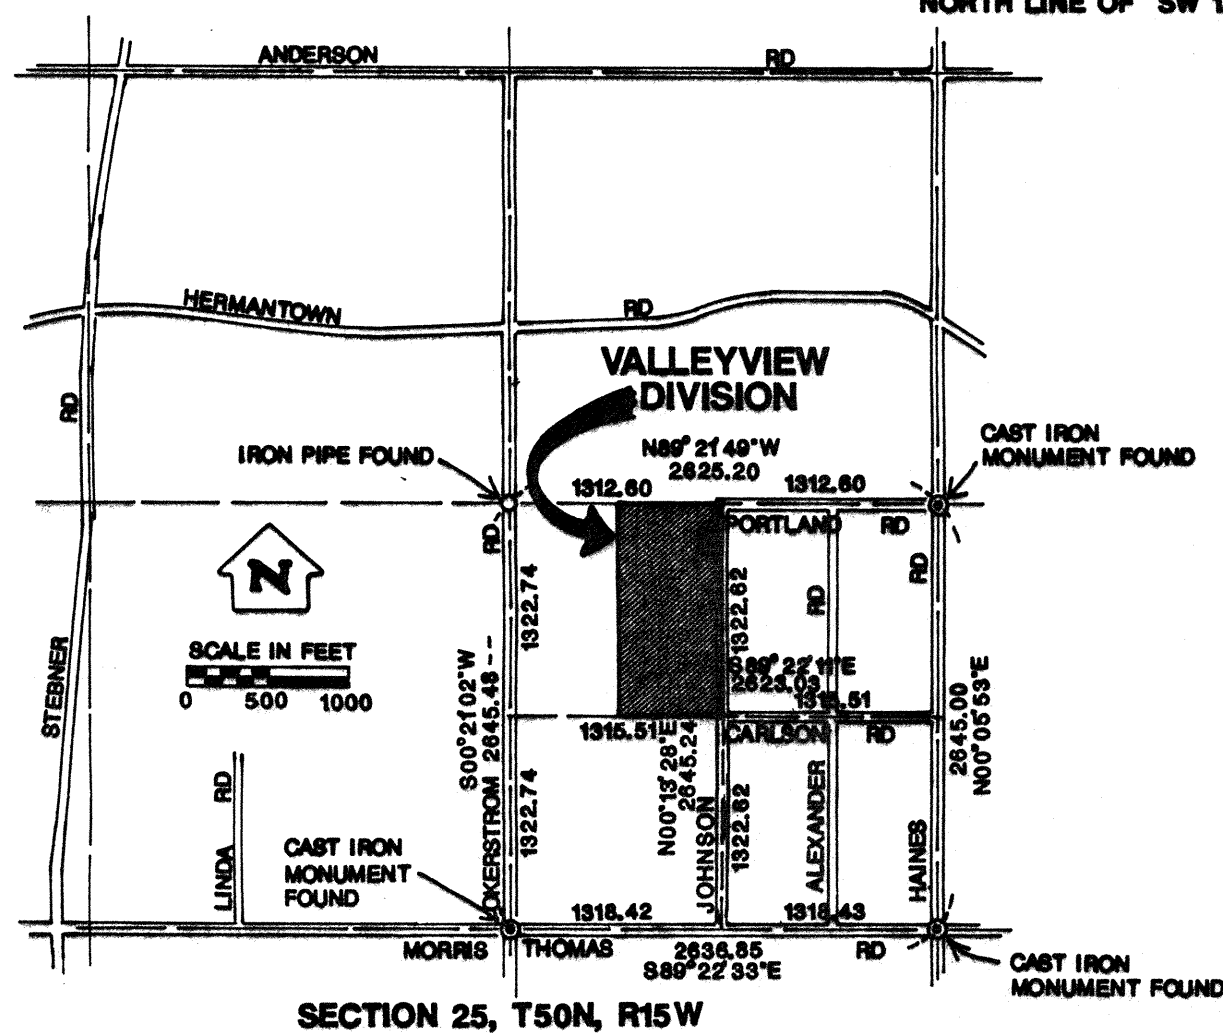 NORTH LINE OF SW
ANDERSON RD
HERMANTOWN RD
VALLEYVIEW
DIVISION
RD
IRON PIPE FOUND
N89° 21' 49"W
2625.20
CAST IRON
MONUMENT FOUND
1312.60
1312.60
PORTLAND RD
RD
RD
RD
1322.74
1322.62
SCALE IN FEET
0 500 1000
N
STEBNER
S89° 22' 11"E
2623.03
1315.51
1315.51
CARLSON RD
S00°21'02"W
2645.48
N00°13'28"E
2645.24
2645.00
N00°05'53"E
LINDA RD
1322.74
1322.62
JOHNSON
ALEXANDER
HAINES
CAST IRON
MONUMENT
FOUND
1318.42
1318.43
MORRIS THOMAS RD
2636.85
S89°22'33"E
CAST IRON
MONUMENT FOUND
SECTION 25, T50N, R15W